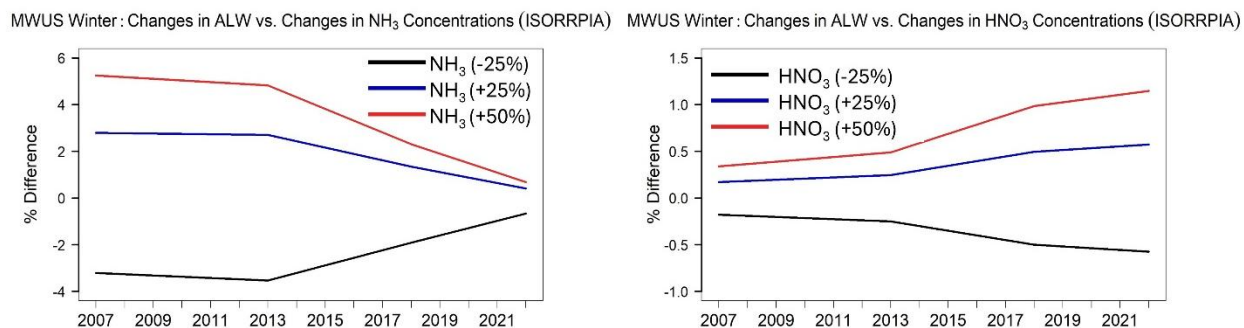 MWUS Winter : Changes in ALW vs. Changes in NH₃ Concentrations (ISORRPIA)
% Difference
6
4
2
0
-2
-4
NH₃ (-25%)
NH₃ (+25%)
NH₃ (+50%)
2007 2009 2011 2013 2015 2017 2019 2021
MWUS Winter : Changes in ALW vs. Changes in HNO₃ Concentrations (ISORRPIA)
% Difference
1.5
1.0
0.5
0.0
-0.5
-1.0
HNO₃ (-25%)
HNO₃ (+25%)
HNO₃ (+50%)
2007 2009 2011 2013 2015 2017 2019 2021